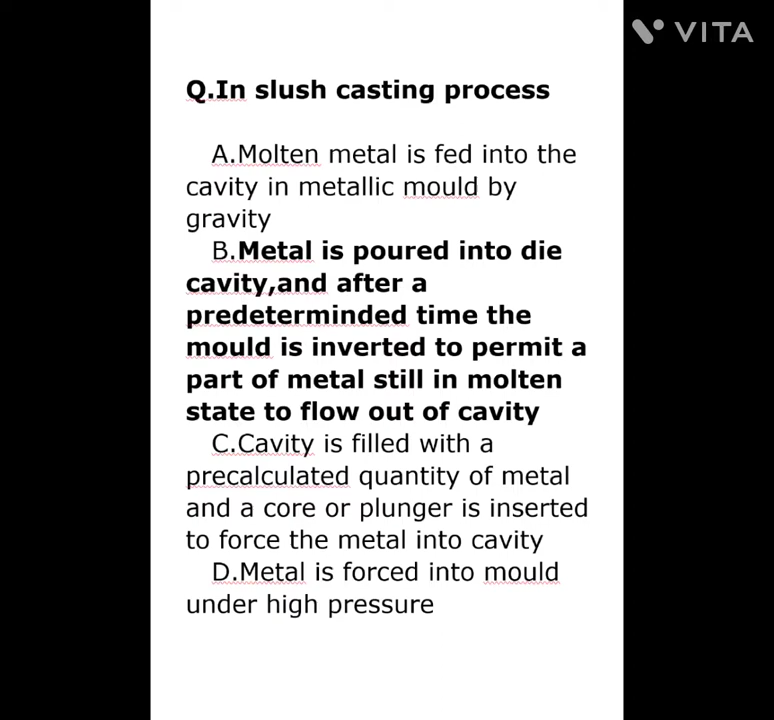 VITA
Q.In slush casting process
A.Molten metal is fed into the
cavity in metallic mould by
gravity
B.Metal is poured into die
cavity,and after a
predeterminded time the
mould is inverted to permit a
part of metal still in molten
state to flow out of cavity
C.Cavity is filled with a
precalculated quantity of metal
and a core or plunger is inserted
to force the metal into cavity
D.Metal is forced into mould
under high pressure